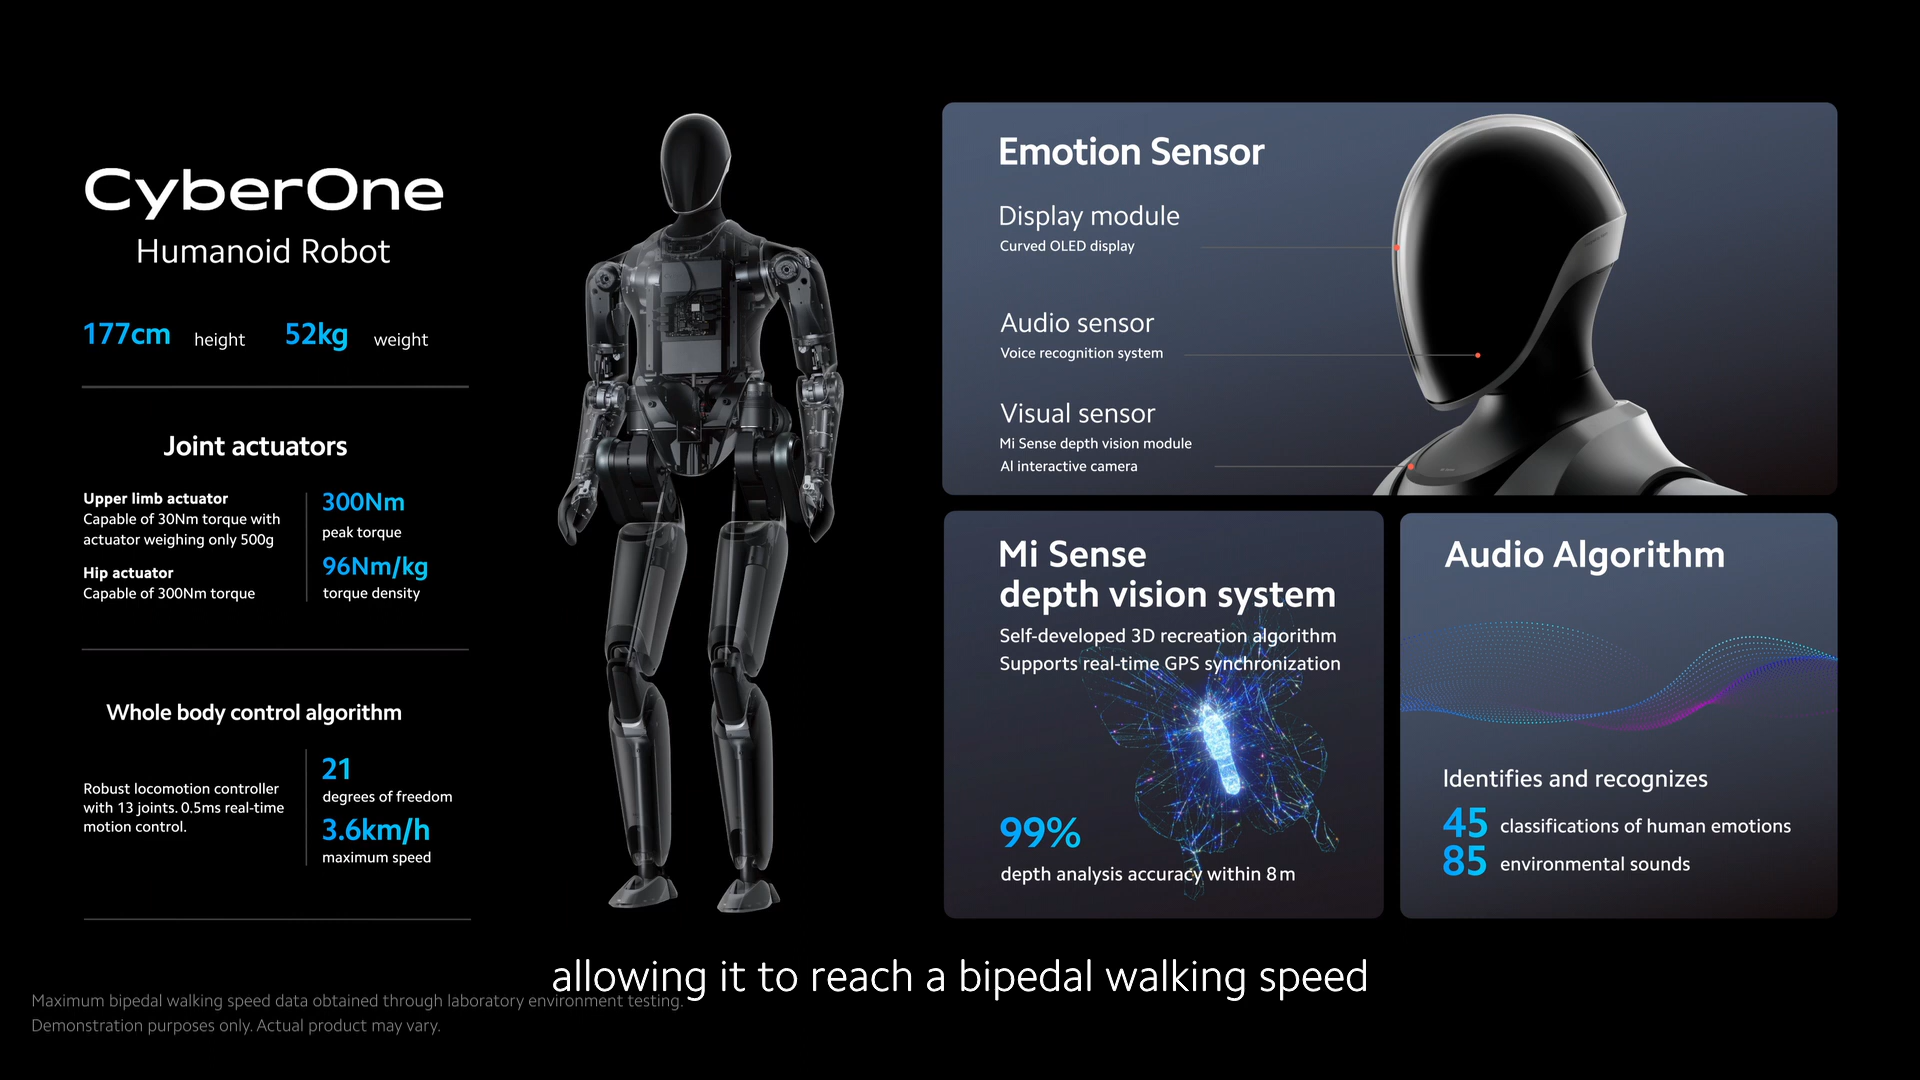 CyberOne
Humanoid Robot
177cm height 52kg weight
Joint actuators
Upper limb actuator
Capable of 30Nm torque with
actuator weighing only 500g
Hip actuator
Capable of 300Nm torque
300Nm
peak torque
96Nm/kg
torque density
Whole body control algorithm
Robust locomotion controller
with 13 joints. 0.5ms real-time
motion control.
21
degrees of freedom
3.6km/h
maximum speed
Emotion Sensor
Display module
Curved OLED display
Audio sensor
Voice recognition system
Visual sensor
Mi Sense depth vision module
AI interactive camera
Mi Sense
depth vision system
Self-developed 3D recreation algorithm
Supports real-time GPS synchronization
99%
depth analysis accuracy within 8m
Audio Algorithm
Identifies and recognizes
45 classifications of human emotions
85 environmental sounds
allowing it to reach a bipedal walking speed
Maximum bipedal walking speed data obtained through laboratory environment testing.
Demonstration purposes only. Actual product may vary.